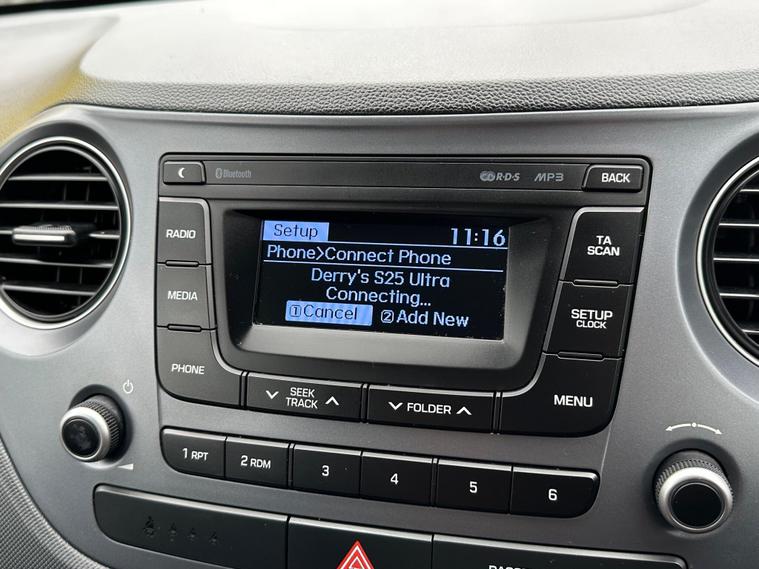 Bluetooth
R·D·S
MP3
BACK
RADIO
MEDIA
PHONE
Setup
11:16
Phone>Connect Phone
Derry's S25 Ultra
Connecting...
1 Cancel
2 Add New
TA
SCAN
SETUP
CLOCK
MENU
SEEK
TRACK
FOLDER
1 RPT
2 RDM
3
4
5
6